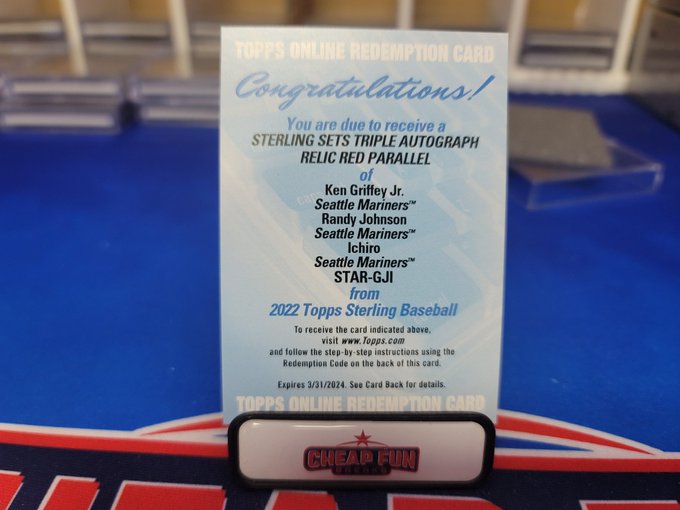 TOPPS ONLINE REDEMPTION CARD
Congratulations!
You are due to receive a
STERLING SETS TRIPLE AUTOGRAPH
RELIC RED PARALLEL
of
Ken Griffey Jr.
Seattle Mariners™
Randy Johnson
Seattle Mariners™
Ichiro
Seattle Mariners™
STAR-GJI
from
2022 Topps Sterling Baseball
To receive the card indicated above,
visit www.Topps.com
and follow the step-by-step instructions using the
Redemption Code on the back of this card.
Expires 3/31/2024. See Card Back for details.
TOPPS ONLINE REDEMPTION CARD
CHEAP FUN
BREAKS